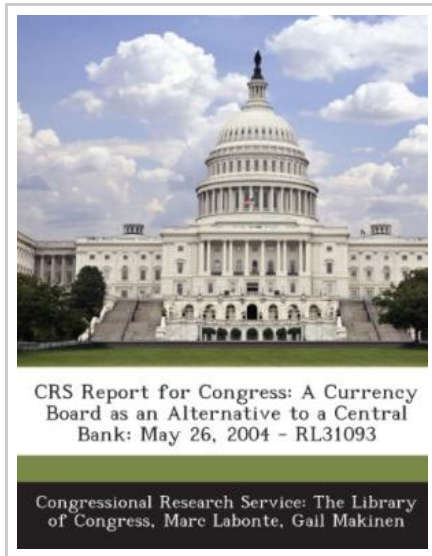 CRS Report for Congress: A Currency
Board as an Alternative to a Central
Bank: May 26, 2004 - RL31093
Congressional Research Service: The Library
of Congress, Marc Labonte, Gail Makinen